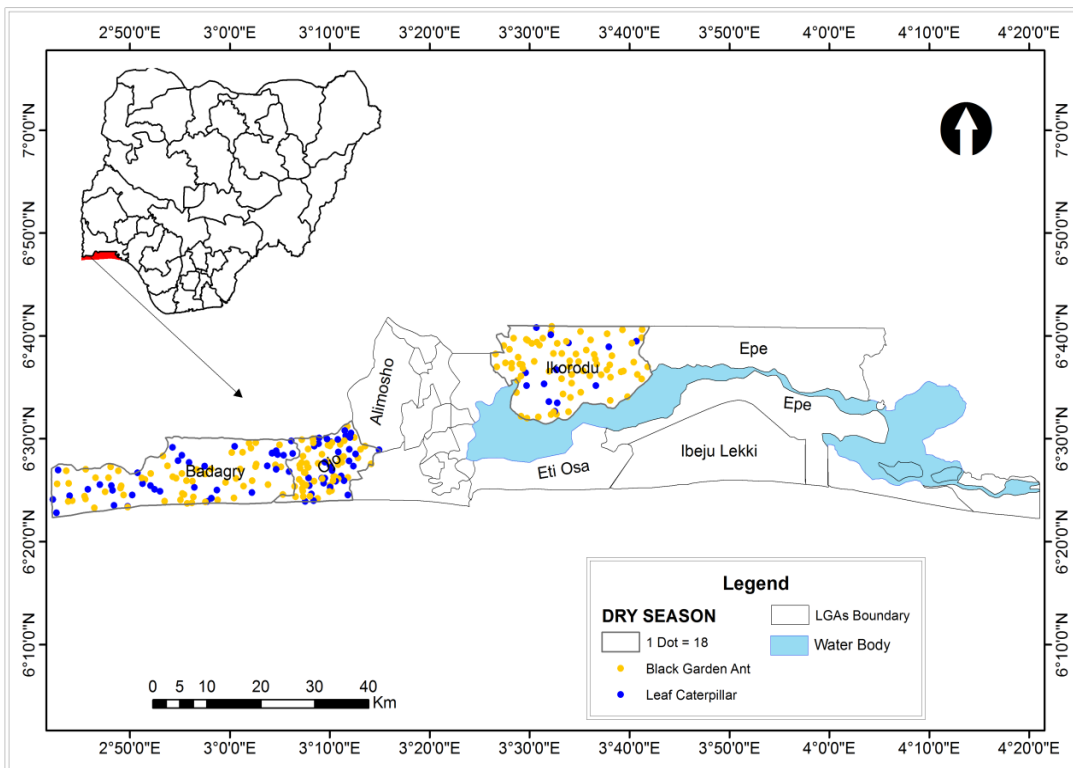 2°50'0"E 3°0'0"E 3°10'0"E 3°20'0"E 3°30'0"E 3°40'0"E 3°50'0"E 4°0'0"E 4°10'0"E 4°20'0"E
7°0'0"N 7°0'0"N
6°50'0"N 6°50'0"N
6°40'0"N 6°40'0"N
Epe
Ikorodu
Alimosho
Epe
6°30'0"N 6°30'0"N
Badagry Ojo Eti Osa Ibeju Lekki
6°20'0"N 6°20'0"N
Legend
DRY SEASON LGAs Boundary
1 Dot = 18 Water Body
Black Garden Ant
Leaf Caterpillar
6°10'0"N 6°10'0"N
0 5 10 20 30 40
Km
2°50'0"E 3°0'0"E 3°10'0"E 3°20'0"E 3°30'0"E 3°40'0"E 3°50'0"E 4°0'0"E 4°10'0"E 4°20'0"E